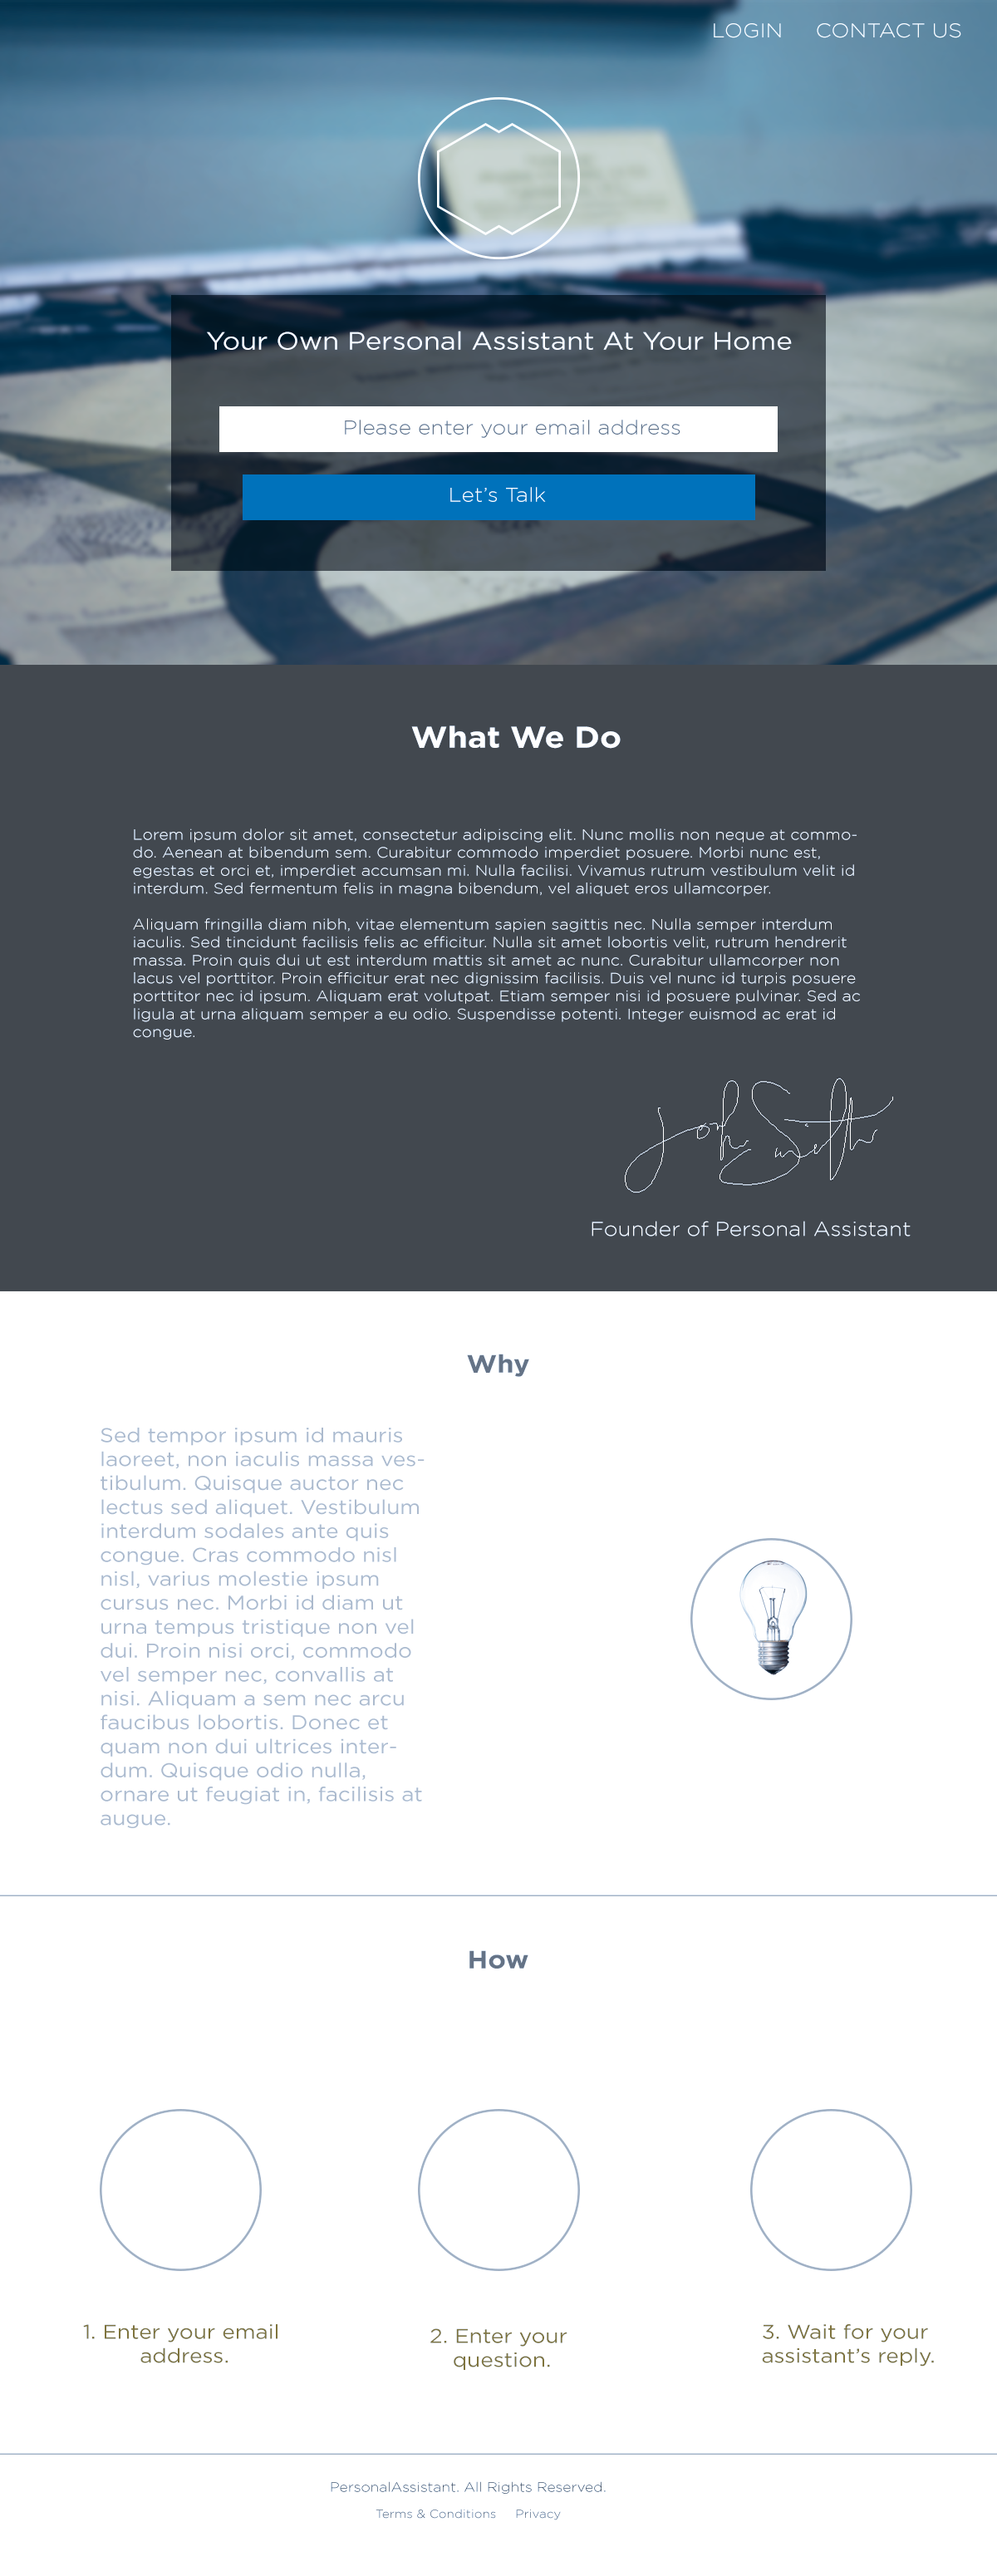 LOGIN CONTACT US
Your Own Personal Assistant At Your Home
Please enter your email address
Let’s Talk
What We Do
Lorem ipsum dolor sit amet, consectetur adipiscing elit. Nunc mollis non neque at commo-
do. Aenean at bibendum sem. Curabitur commodo imperdiet posuere. Morbi nunc est,
egestas et orci et, imperdiet accumsan mi. Nulla facilisi. Vivamus rutrum vestibulum velit id
interdum. Sed fermentum felis in magna bibendum, vel aliquet eros ullamcorper.
Aliquam fringilla diam nibh, vitae elementum sapien sagittis nec. Nulla semper interdum
iaculis. Sed tincidunt facilisis felis ac efficitur. Nulla sit amet lobortis velit, rutrum hendrerit
massa. Proin quis dui ut est interdum mattis sit amet ac nunc. Curabitur ullamcorper non
lacus vel porttitor. Proin efficitur erat nec dignissim facilisis. Duis vel nunc id turpis posuere
porttitor nec id ipsum. Aliquam erat volutpat. Etiam semper nisi id posuere pulvinar. Sed ac
ligula at urna aliquam semper a eu odio. Suspendisse potenti. Integer euismod ac erat id
congue.
John Smith
Founder of Personal Assistant
Why
Sed tempor ipsum id mauris
laoreet, non iaculis massa ves-
tibulum. Quisque auctor nec
lectus sed aliquet. Vestibulum
interdum sodales ante quis
congue. Cras commodo nisl
nisl, varius molestie ipsum
cursus nec. Morbi id diam ut
urna tempus tristique non vel
dui. Proin nisi orci, commodo
vel semper nec, convallis at
nisi. Aliquam a sem nec arcu
faucibus lobortis. Donec et
quam non dui ultrices inter-
dum. Quisque odio nulla,
ornare ut feugiat in, facilisis at
augue.
How
1. Enter your email
address.
2. Enter your
question.
3. Wait for your
assistant’s reply.
PersonalAssistant. All Rights Reserved.
Terms & Conditions Privacy